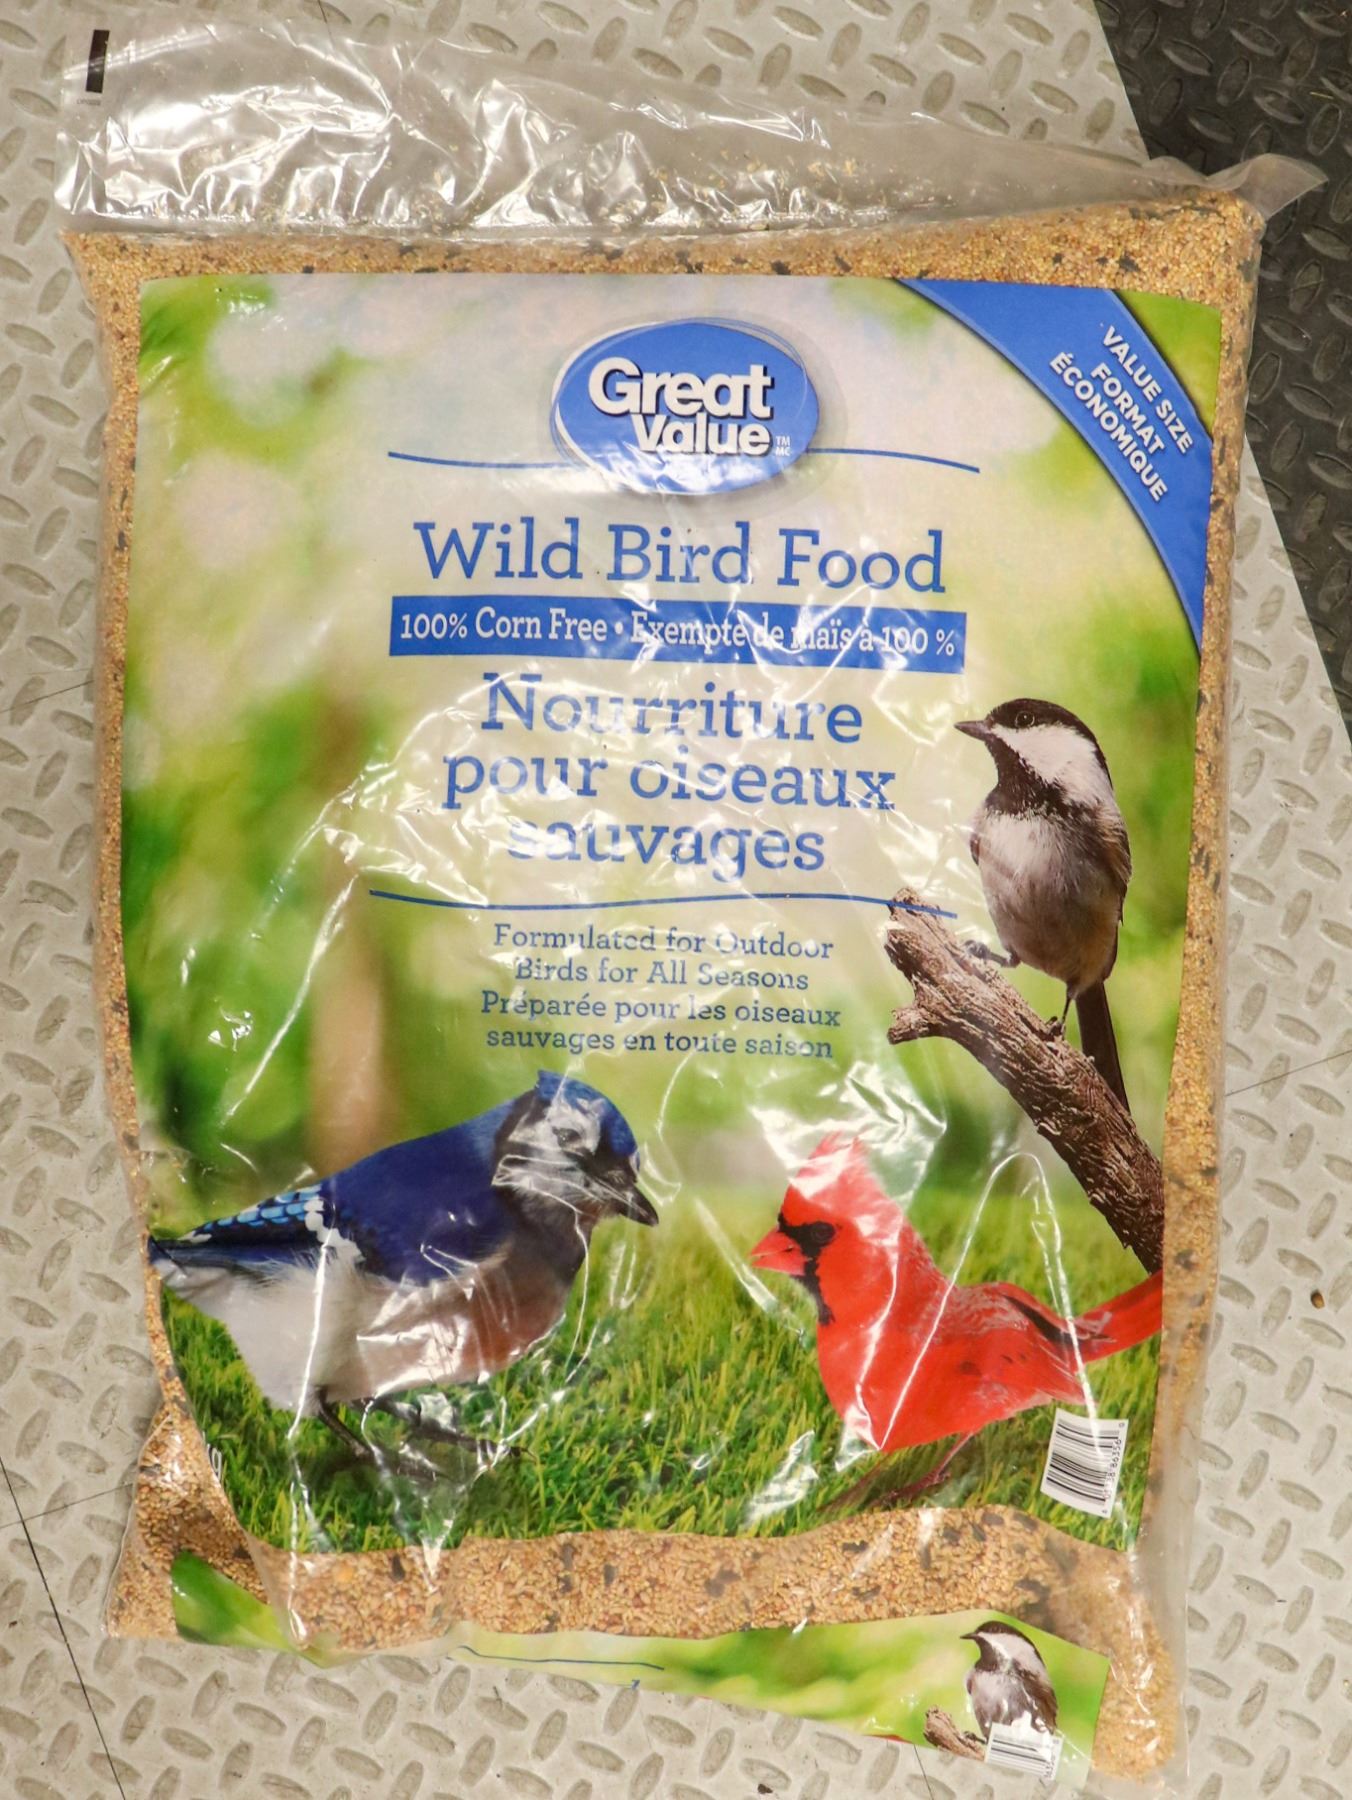 Great
Value
TM
MC
VALUE SIZE
FORMAT
ÉCONOMIQUE
Wild Bird Food
100% Corn Free • Exempte de maïs à 100 %
Nourriture
pour oiseaux
sauvages
Formulated for Outdoor
Birds for All Seasons
Préparée pour les oiseaux
sauvages en toute saison